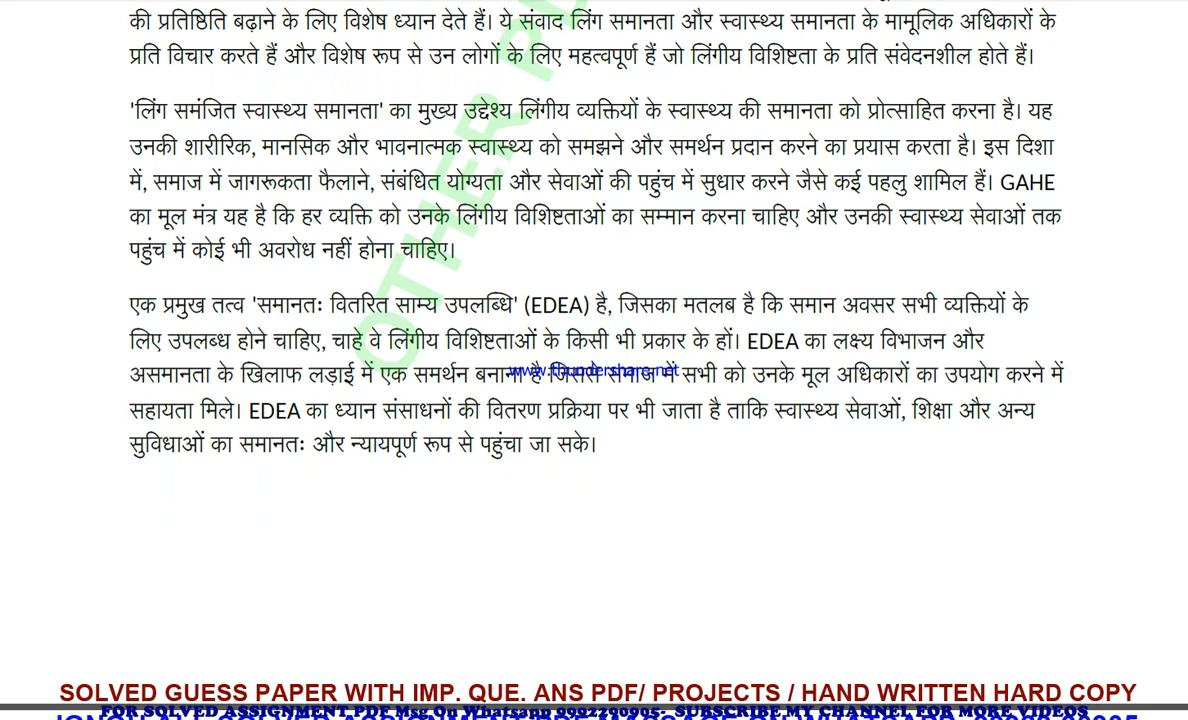 की प्रतिष्ठिति बढ़ाने के लिए विशेष ध्यान देते हैं। ये संवाद लिंग समानता और स्वास्थ्य समानता के मामूलिक अधिकारों के
प्रति विचार करते हैं और विशेष रूप से उन लोगों के लिए महत्वपूर्ण हैं जो लिंगीय विशिष्टता के प्रति संवेदनशील होते हैं।
'लिंग समंजित स्वास्थ्य समानता' का मुख्य उद्देश्य लिंगीय व्यक्तियों के स्वास्थ्य की समानता को प्रोत्साहित करना है। यह
उनकी शारीरिक, मानसिक और भावनात्मक स्वास्थ्य को समझने और समर्थन प्रदान करने का प्रयास करता है। इस दिशा
में, समाज में जागरूकता फैलाने, संबंधित योग्यता और सेवाओं की पहुंच में सुधार करने जैसे कई पहलु शामिल हैं। GAHE
का मूल मंत्र यह है कि हर व्यक्ति को उनके लिंगीय विशिष्टताओं का सम्मान करना चाहिए और उनकी स्वास्थ्य सेवाओं तक
पहुंच में कोई भी अवरोध नहीं होना चाहिए।
एक प्रमुख तत्व 'समानतः वितरित साम्य उपलब्धि' (EDEA) है, जिसका मतलब है कि समान अवसर सभी व्यक्तियों के
लिए उपलब्ध होने चाहिए, चाहे वे लिंगीय विशिष्टताओं के किसी भी प्रकार के हों। EDEA का लक्ष्य विभाजन और
असमानता के खिलाफ लड़ाई में एक समर्थन बनाना है जिससे समाज में सभी को उनके मूल अधिकारों का उपयोग करने में
www.thundershare.net
सहायता मिले। EDEA का ध्यान संसाधनों की वितरण प्रक्रिया पर भी जाता है ताकि स्वास्थ्य सेवाओं, शिक्षा और अन्य
सुविधाओं का समानतः और न्यायपूर्ण रूप से पहुंचा जा सके।
OTHER
SOLVED GUESS PAPER WITH IMP. QUE. ANS PDF/ PROJECTS / HAND WRITTEN HARD COPY
FOR SOLVED ASSIGNMENT PDF Msg On Whatsapp 9992290905- SUBSCRIBE MY CHANNEL FOR MORE VIDEOS